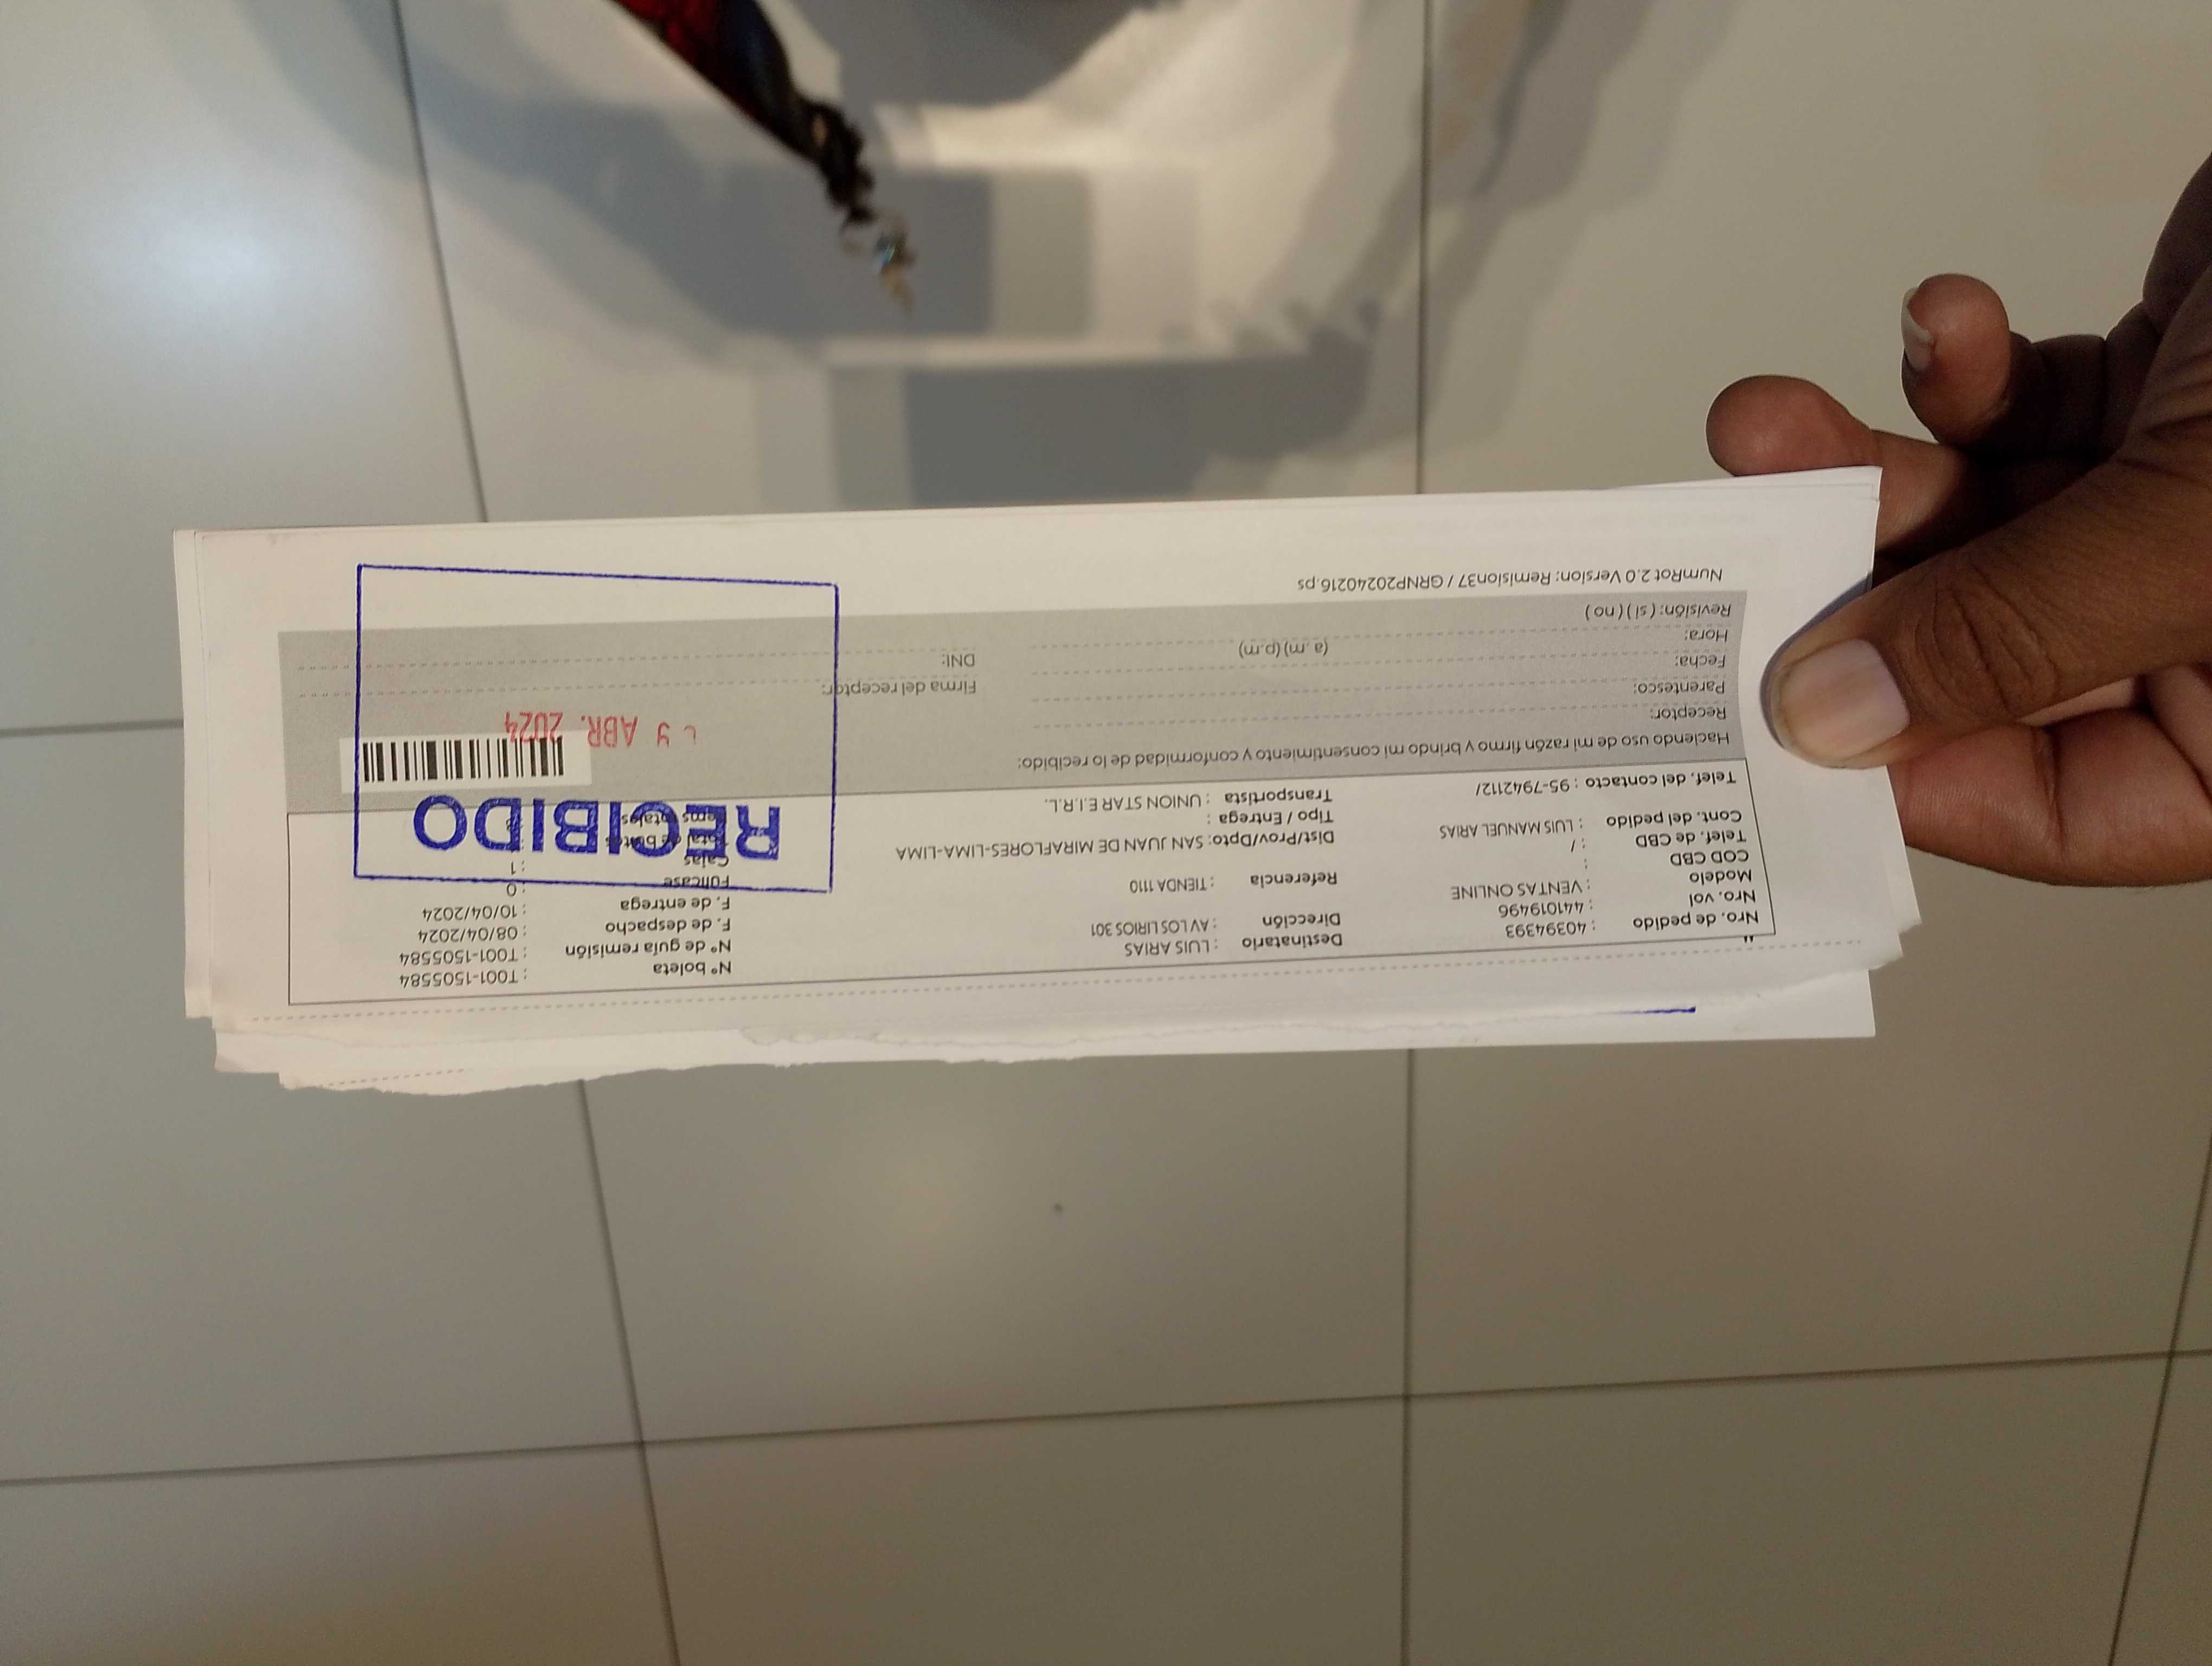 Nro. de pedido : 40394393
Nro. vol : 441019496
Modelo : VENTAS ONLINE
COD CBD :
Telef. de CBD : /
Cont. del pedido : LUIS MANUEL ARIAS
Telef. del contacto : 95-7942112/
Destinatario : LUIS ARIAS
Dirección : AV LOS LIRIOS 301
Referencia : TIENDA 1110
Dist/Prov/Dpto: SAN JUAN DE MIRAFLORES-LIMA-LIMA
Tipo / Entrega :
Transportista : UNION STAR E.I.R.L.
N° boleta : T001-1505584
N° de guía remisión : T001-1505584
F. de despacho : 08/04/2024
F. de entrega : 10/04/2024
Fullcase : 0
Cajas : 1
RECIBIDO
ABR. 2024
Haciendo uso de mi razón firmo y brindo mi consentimiento y conformidad de lo recibido:
Receptor:
Parentesco:
Fecha:
Hora: (a.m) (p.m)
Revisión: ( si ) ( no )
Firma del receptor:
DNI:
NumRot 2.0 Version: Remision37 / GRNP20240216.ps